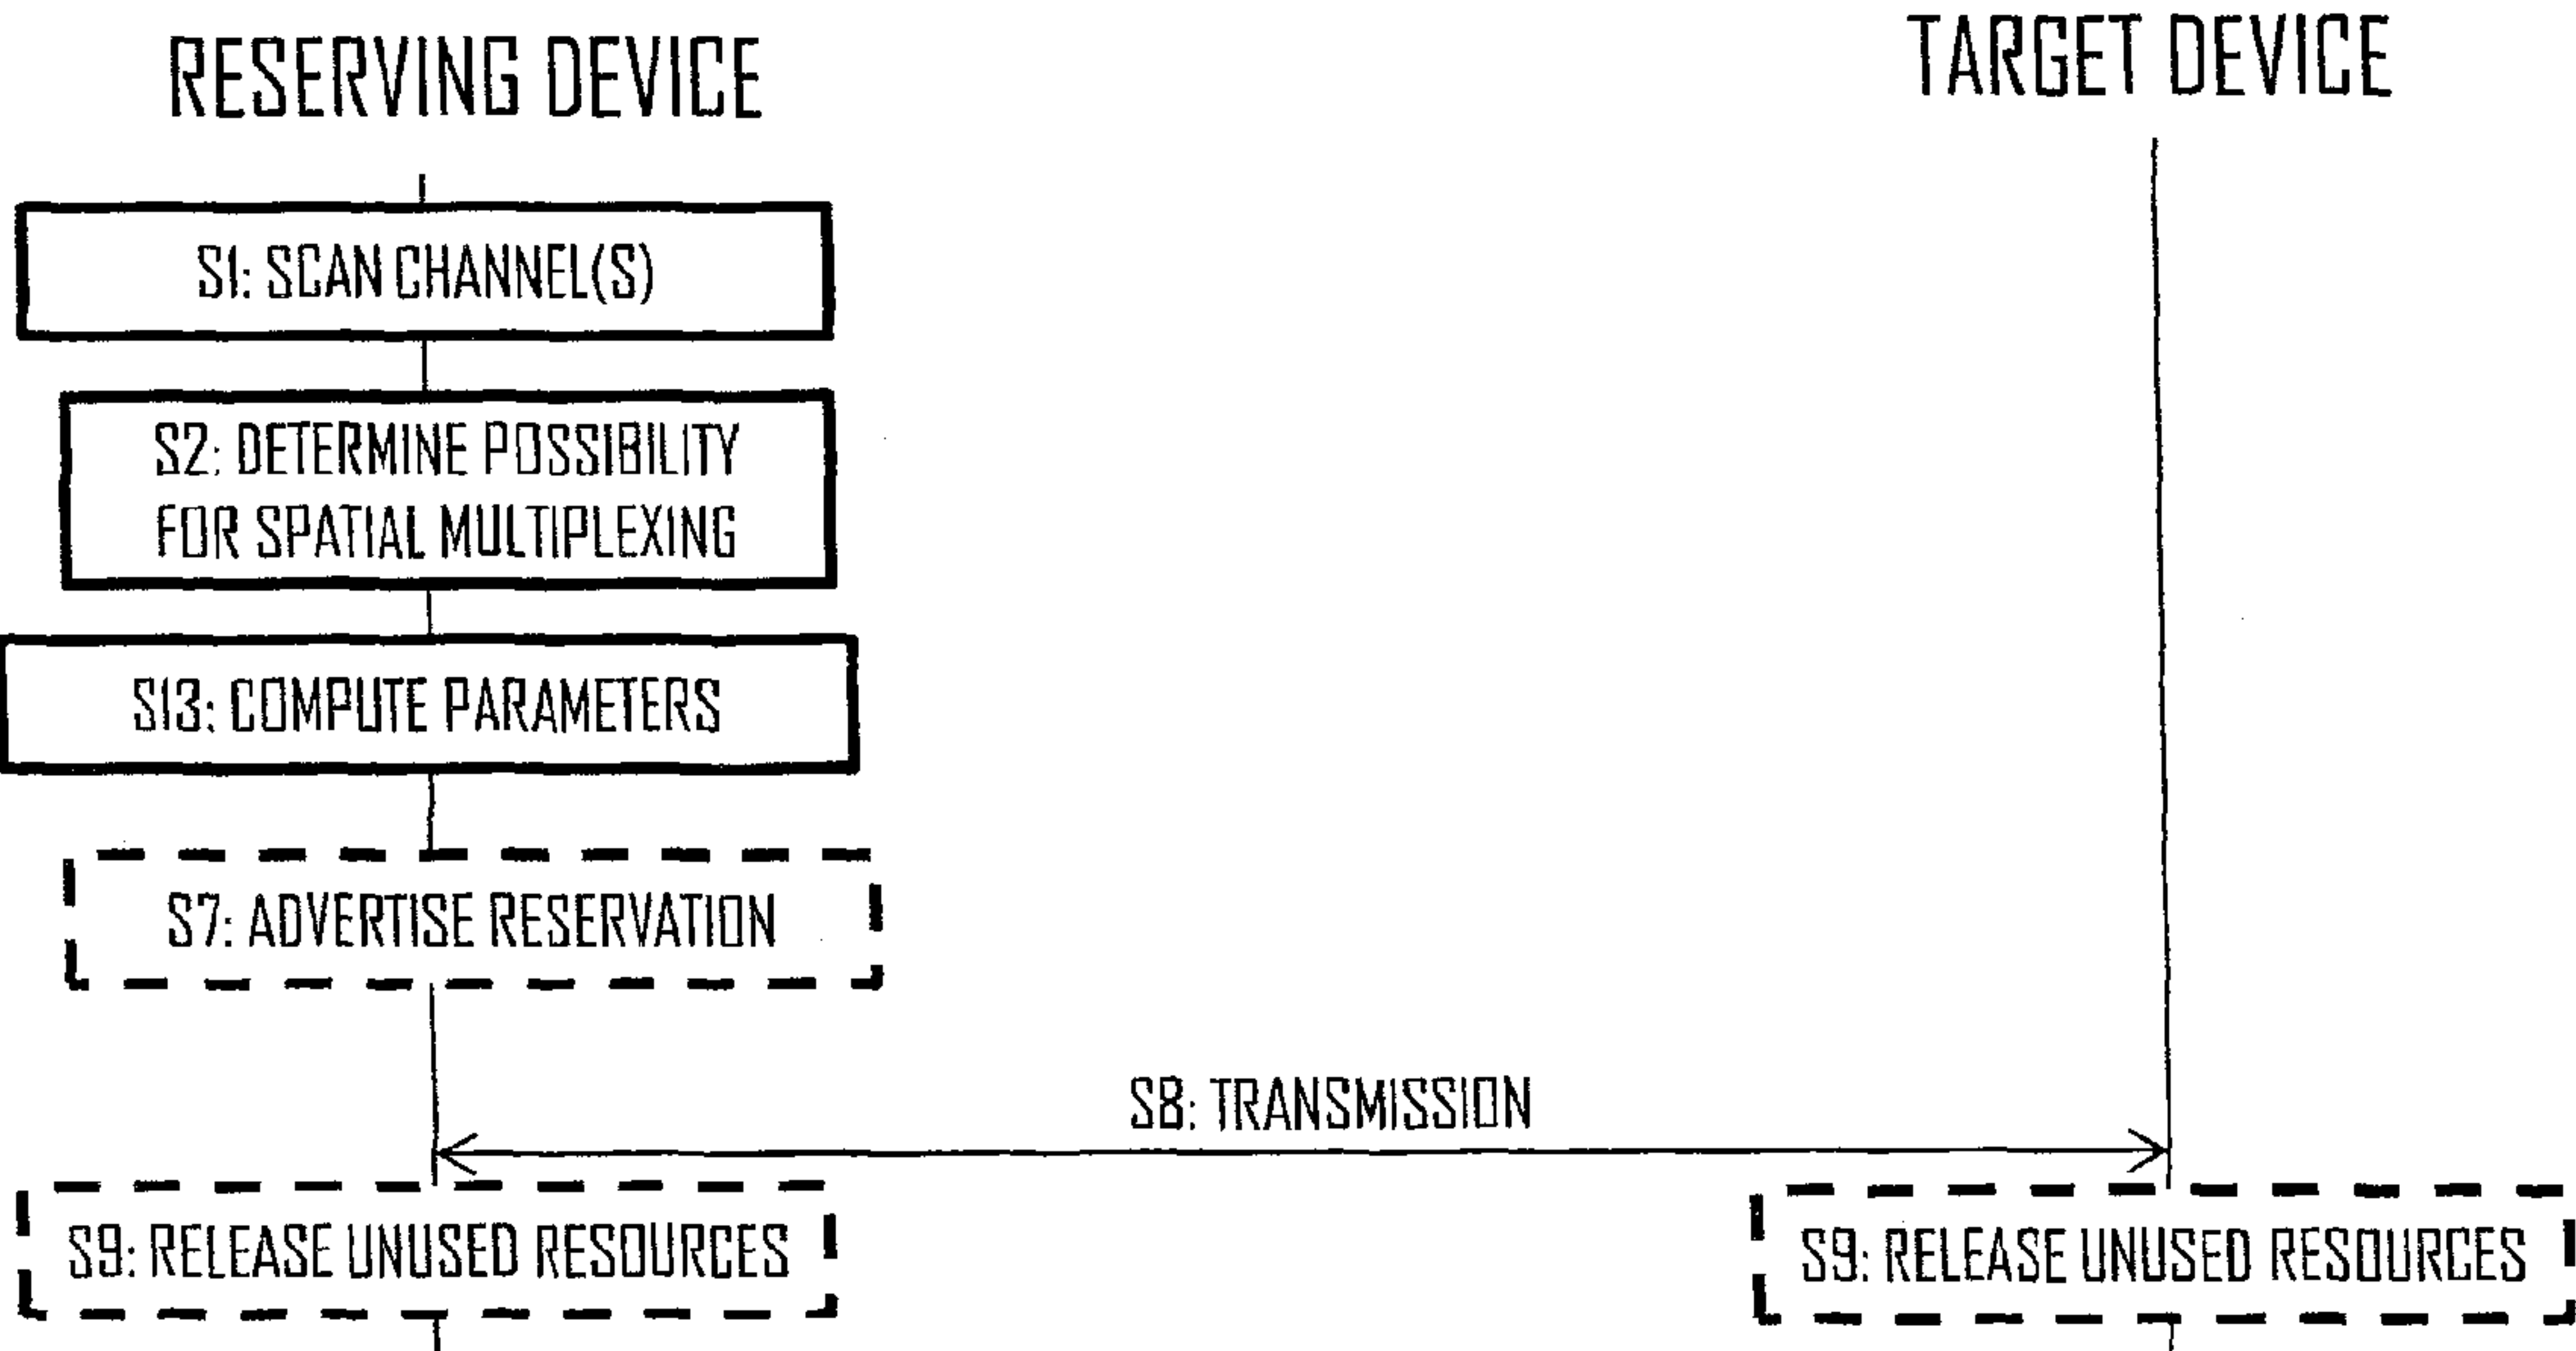 RESERVING DEVICE
TARGET DEVICE
S1: SCAN CHANNEL(S)
S2: DETERMINE POSSIBILITY
FOR SPATIAL MULTIPLEXING
S13: COMPUTE PARAMETERS
S7: ADVERTISE RESERVATION
S8: TRANSMISSION
S9: RELEASE UNUSED RESOURCES
S9: RELEASE UNUSED RESOURCES